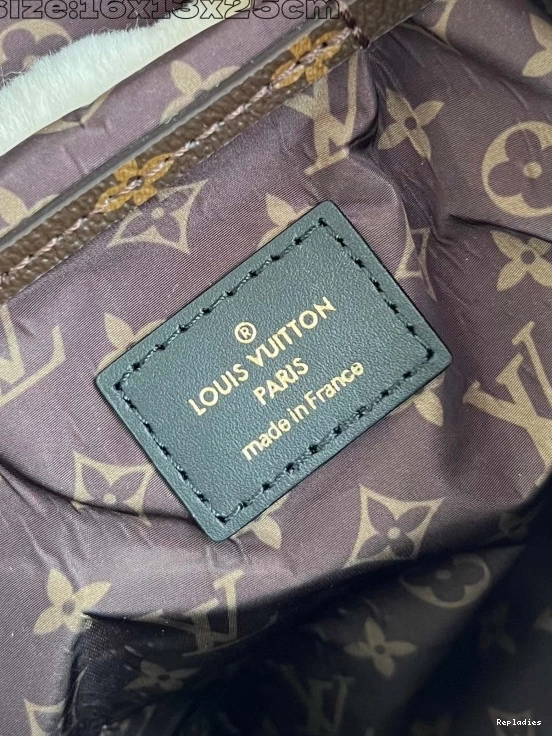 size:16x13x25cm
®
LOUIS VUITTON
PARIS
made in France
Repladies